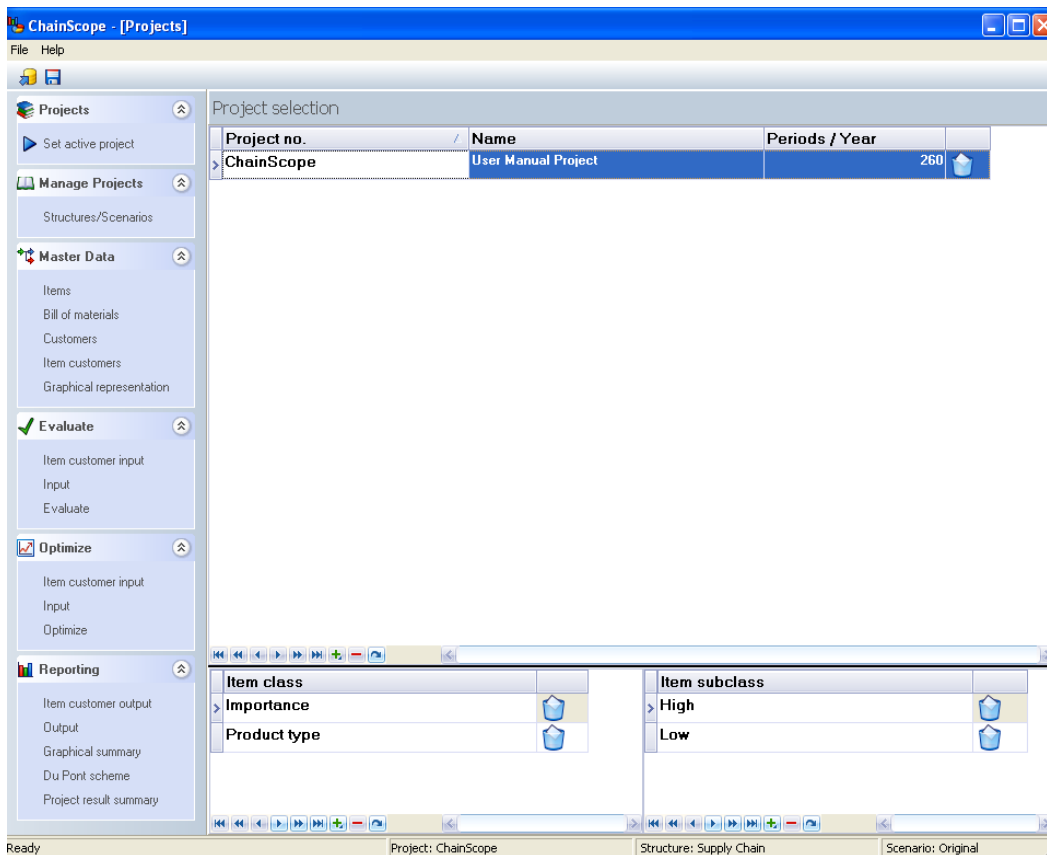 ChainScope - [Projects]
File Help
Projects
Set active project
Manage Projects
Structures/Scenarios
Master Data
Items
Bill of materials
Customers
Item customers
Graphical representation
Evaluate
Item customer input
Input
Evaluate
Optimize
Item customer input
Input
Optimize
Reporting
Item customer output
Output
Graphical summary
Du Pont scheme
Project result summary
Project selection
Project no. Name Periods / Year
ChainScope User Manual Project 260
Item class
Importance
Product type
Item subclass
High
Low
Ready Project: ChainScope Structure: Supply Chain Scenario: Original